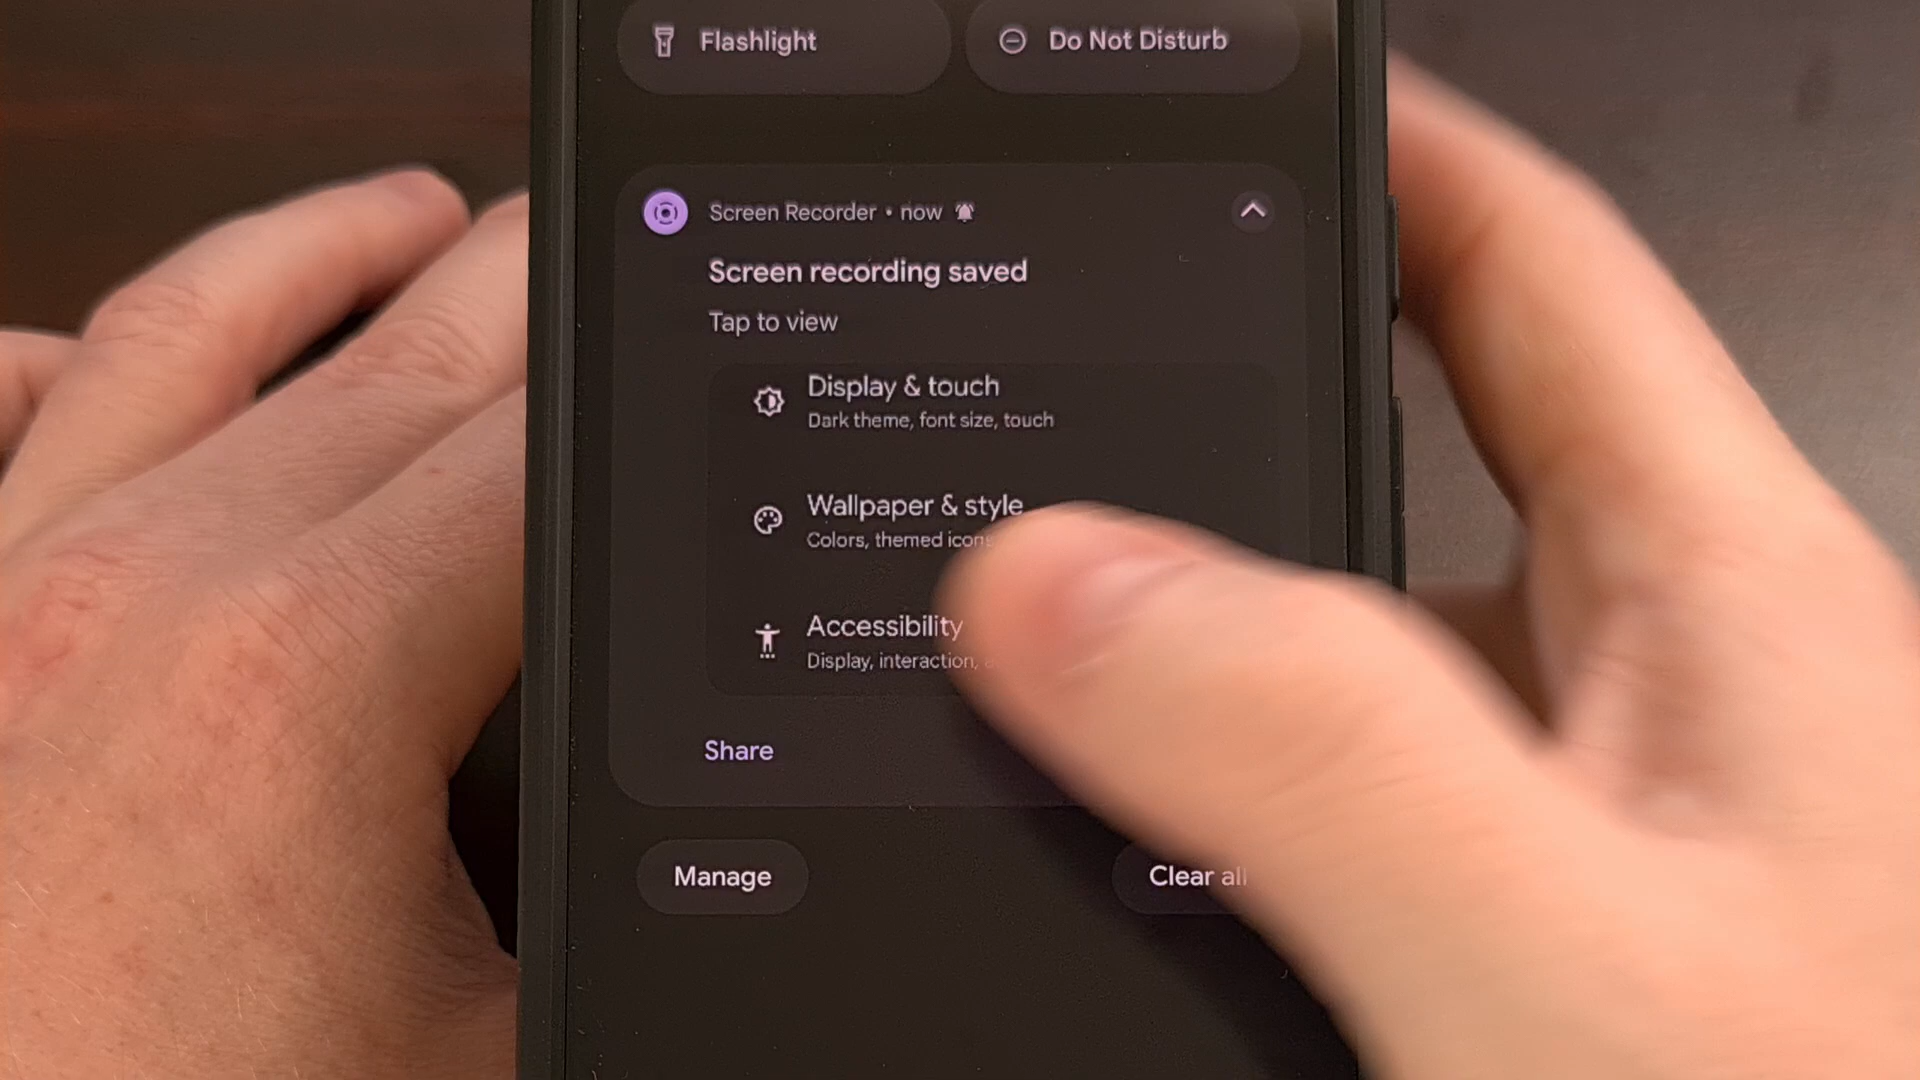 Flashlight
Do Not Disturb
Screen Recorder • now
Screen recording saved
Tap to view
Display & touch
Dark theme, font size, touch
Wallpaper & style
Colors, themed icons
Accessibility
Display, interaction,
Share
Manage
Clear all